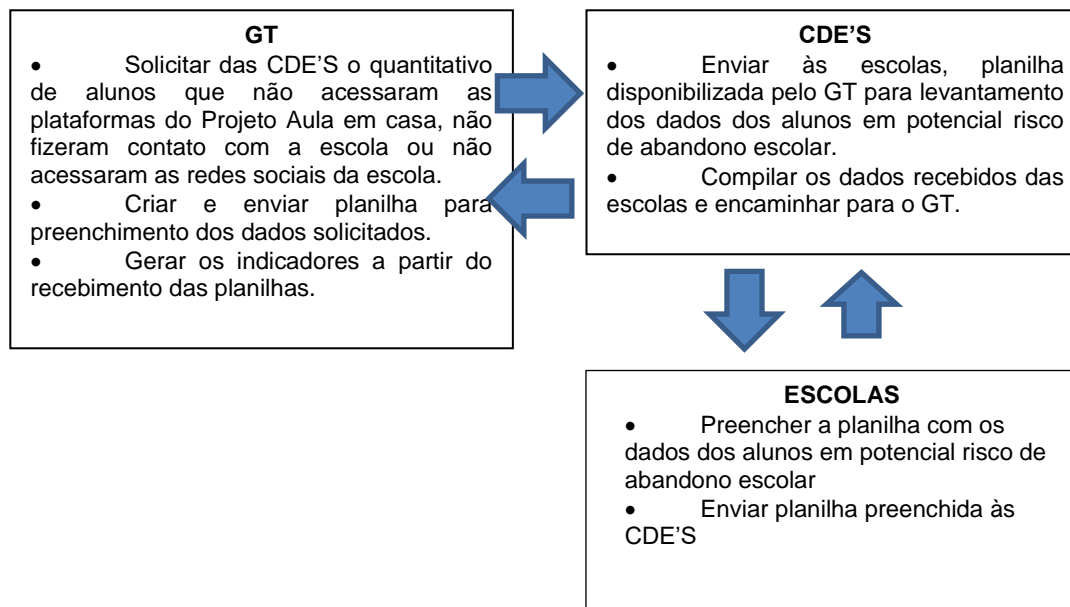 GT
• Solicitar das CDE'S o quantitativo
de alunos que não acessaram as
plataformas do Projeto Aula em casa, não
fizeram contato com a escola ou não
acessaram as redes sociais da escola.
• Criar e enviar planilha para
preenchimento dos dados solicitados.
• Gerar os indicadores a partir do
recebimento das planilhas.
CDE'S
• Enviar às escolas, planilha
disponibilizada pelo GT para levantamento
dos dados dos alunos em potencial risco
de abandono escolar.
• Compilar os dados recebidos das
escolas e encaminhar para o GT.
ESCOLAS
• Preencher a planilha com os
dados dos alunos em potencial risco de
abandono escolar
• Enviar planilha preenchida às
CDE'S